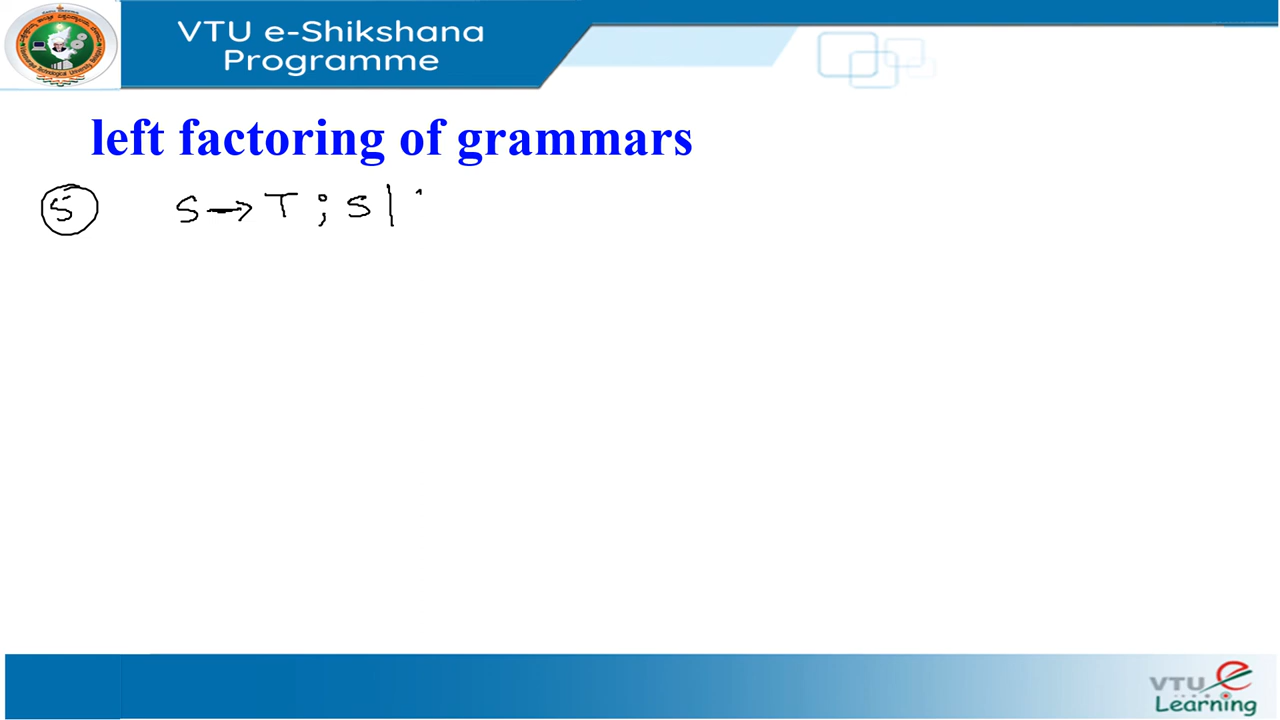 VTU e-Shikshana
Programme
left factoring of grammars
5 S → T ; S |
VTU e
Learning